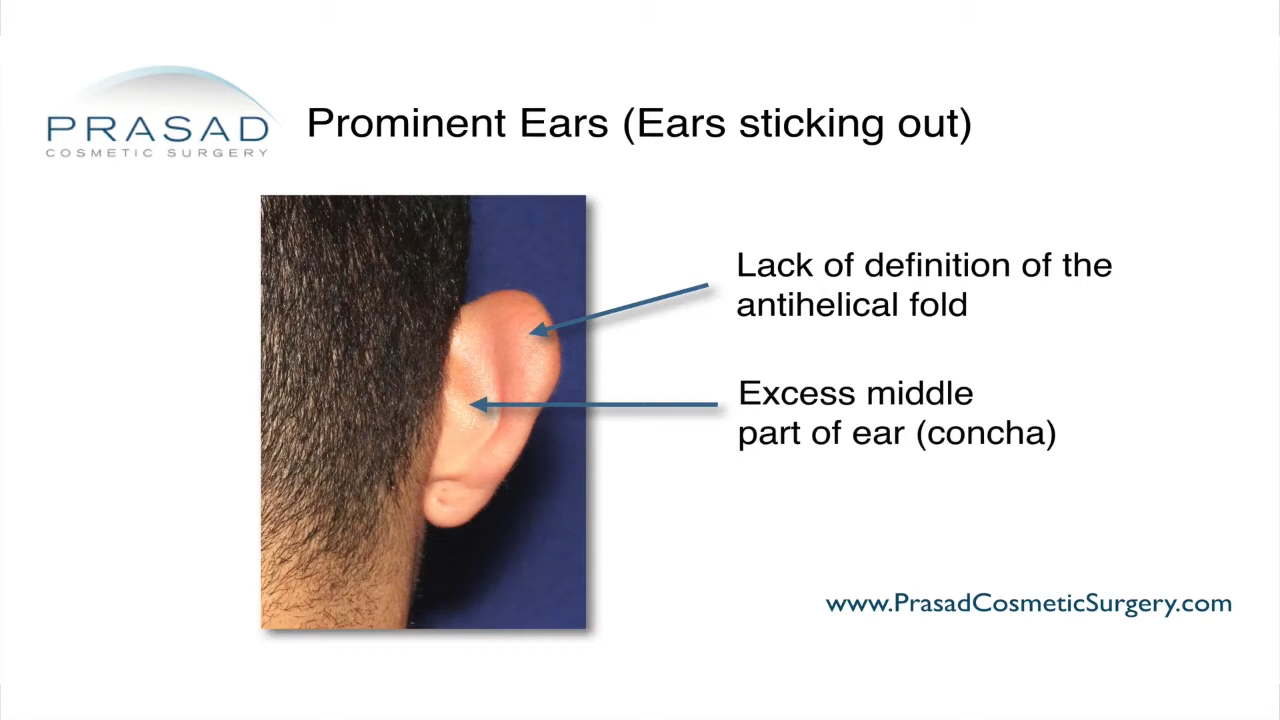 PRASAD
COSMETIC SURGERY
Prominent Ears (Ears sticking out)
Lack of definition of the
antihelical fold
Excess middle
part of ear (concha)
www.PrasadCosmeticSurgery.com